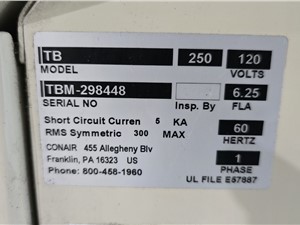 TB 250 120
MODEL VOLTS
TBM-298448 6.25
SERIAL NO Insp. By FLA
Short Circuit Curren 5 KA
RMS Symmetric 300 MAX 60
HERTZ
CONAIR 455 Allegheny Blv
Franklin, PA 16323 US 1
Phone: 800-458-1960 PHASE
UL FILE E57687